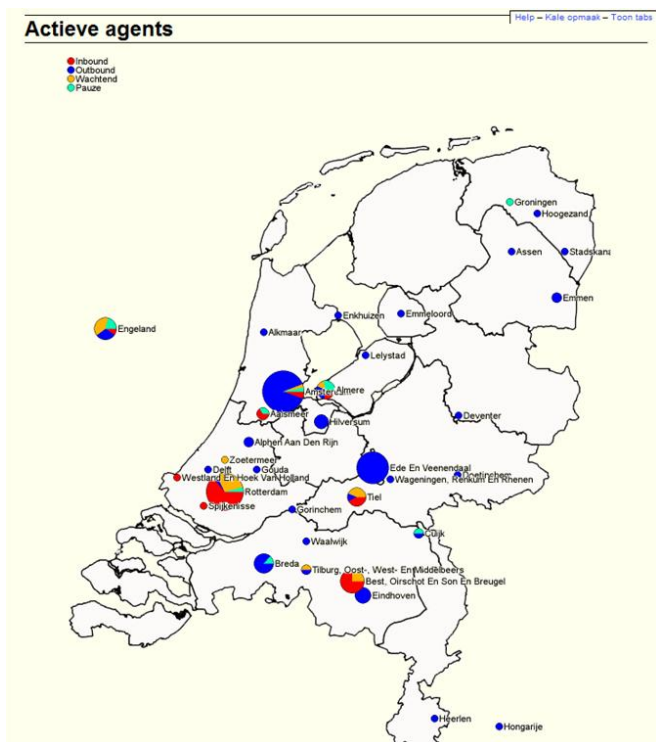 Help – Kale opmaak – Toon tabs
Actieve agents
Inbound
Outbound
Wachtend
Pauze
Groningen
Hoogezand
Assen
Stadskana
Emmen
Engeland
Enkhuizen
Emmeloord
Alkmaar
Lelystad
Almere
Aalsmeer
Hilversum
Deventer
Alphen Aan Den Rijn
Zoetermeer
Delft
Gouda
Ede En Veenendaal
Doetinchem
Westland En Hoek Van Holland
Wageningen, Renkum En Rhenen
Rotterdam
Tiel
Spijkenisse
Gorinchem
Cuijk
Waalwijk
Breda
Tilburg, Oost-, West- En Middelbeers
Best, Oirschot En Son En Breugel
Eindhoven
Heerlen
Hongarije